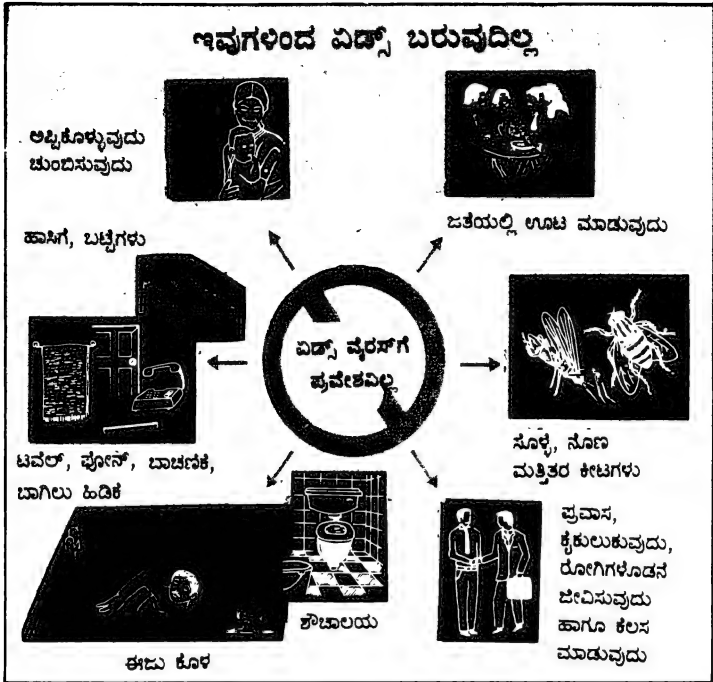 ಇವುಗಳಿಂದ ಏಡ್ಸ್ ಬರುವುದಿಲ್ಲ
ಅಪ್ಪಿಕೊಳ್ಳುವುದು
ಚುಂಬಿಸುವುದು
ಜತೆಯಲ್ಲಿ ಊಟ ಮಾಡುವುದು
ಹಾಸಿಗೆ, ಬಟ್ಟೆಗಳು
ಏಡ್ಸ್ ವೈರಸ್‌ಗೆ
ಪ್ರವೇಶವಿಲ್ಲ
ಟವೆಲ್, ಫೋನ್, ಬಾಚಣಿಕೆ,
ಬಾಗಿಲು ಹಿಡಿಕೆ
ಸೊಳ್ಳೆ, ನೊಣ
ಮತ್ತಿತರ ಕೀಟಗಳು
ಶೌಚಾಲಯ
ಈಜು ಕೊಳ
ಪ್ರವಾಸ,
ಕೈಕುಲುಕುವುದು,
ರೋಗಿಗಳೊಡನೆ
ಜೀವಿಸುವುದು
ಹಾಗೂ ಕೆಲಸ
ಮಾಡುವುದು